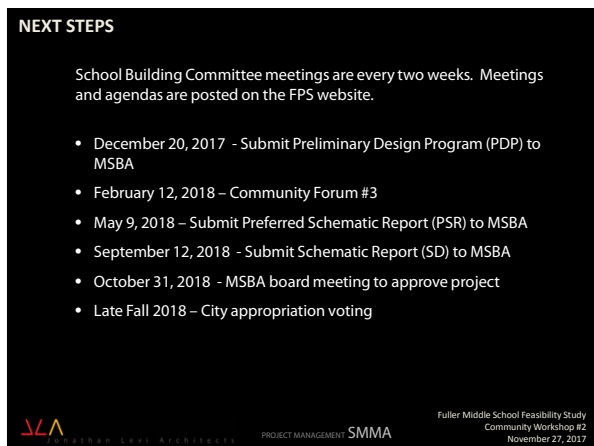 NEXT STEPS
School Building Committee meetings are every two weeks. Meetings
and agendas are posted on the FPS website.
• December 20, 2017 - Submit Preliminary Design Program (PDP) to
MSBA
• February 12, 2018 – Community Forum #3
• May 9, 2018 – Submit Preferred Schematic Report (PSR) to MSBA
• September 12, 2018 - Submit Schematic Report (SD) to MSBA
• October 31, 2018 - MSBA board meeting to approve project
• Late Fall 2018 – City appropriation voting
JLA
Jonathan Levi Architects
PROJECT MANAGEMENT SMMA
Fuller Middle School Feasibility Study
Community Workshop #2
November 27, 2017